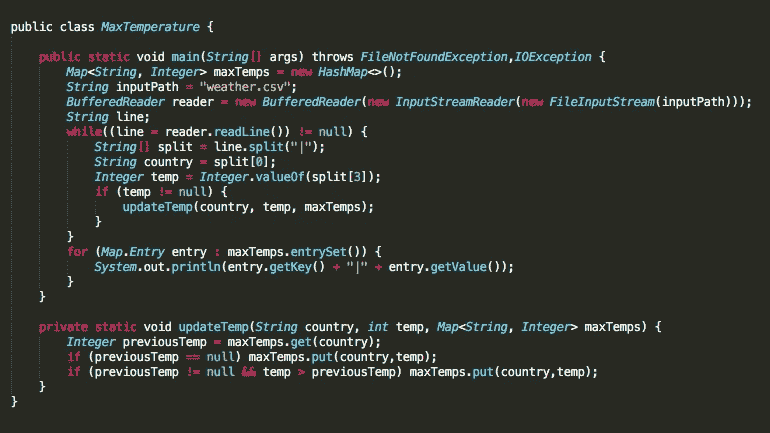 public class MaxTemperature {
public static void main(String[] args) throws FileNotFoundException,IOException {
Map<String, Integer> maxTemps = new HashMap<>();
String inputPath = "weather.csv";
BufferedReader reader = new BufferedReader(new InputStreamReader(new FileInputStream(inputPath)));
String line;
while((line = reader.readLine()) != null) {
String[] split = line.split("|");
String country = split[0];
Integer temp = Integer.valueOf(split[3]);
if (temp != null) {
updateTemp(country, temp, maxTemps);
}
}
for (Map.Entry entry : maxTemps.entrySet()) {
System.out.println(entry.getKey() + "|" + entry.getValue());
}
}
private static void updateTemp(String country, int temp, Map<String, Integer> maxTemps) {
Integer previousTemp = maxTemps.get(country);
if (previousTemp == null) maxTemps.put(country,temp);
if (previousTemp != null && temp > previousTemp) maxTemps.put(country,temp);
}
}